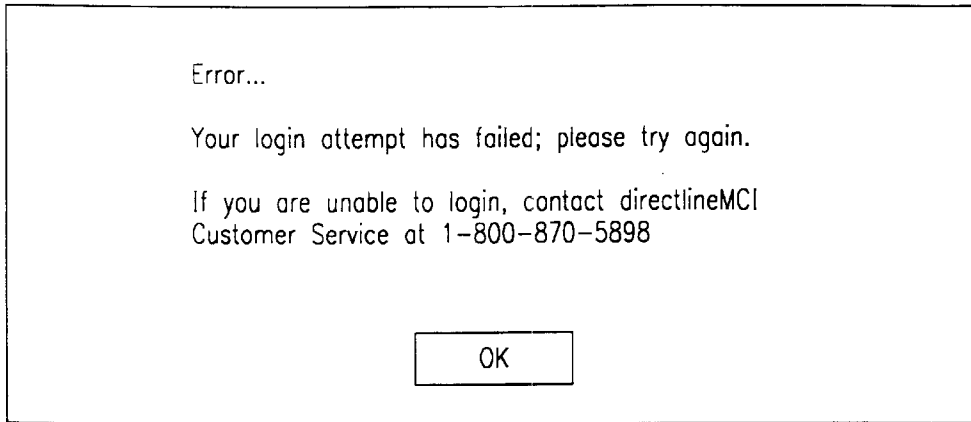 Error...
Your login attempt has failed; please try again.
If you are unable to login, contact directlineMCI
Customer Service at 1-800-870-5898
OK